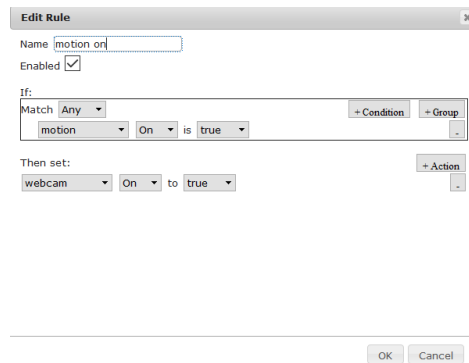 Edit Rule
Name motion on
Enabled
If:
Match Any + Condition + Group
motion On is true -
Then set: + Action
webcam On to true -
OK Cancel